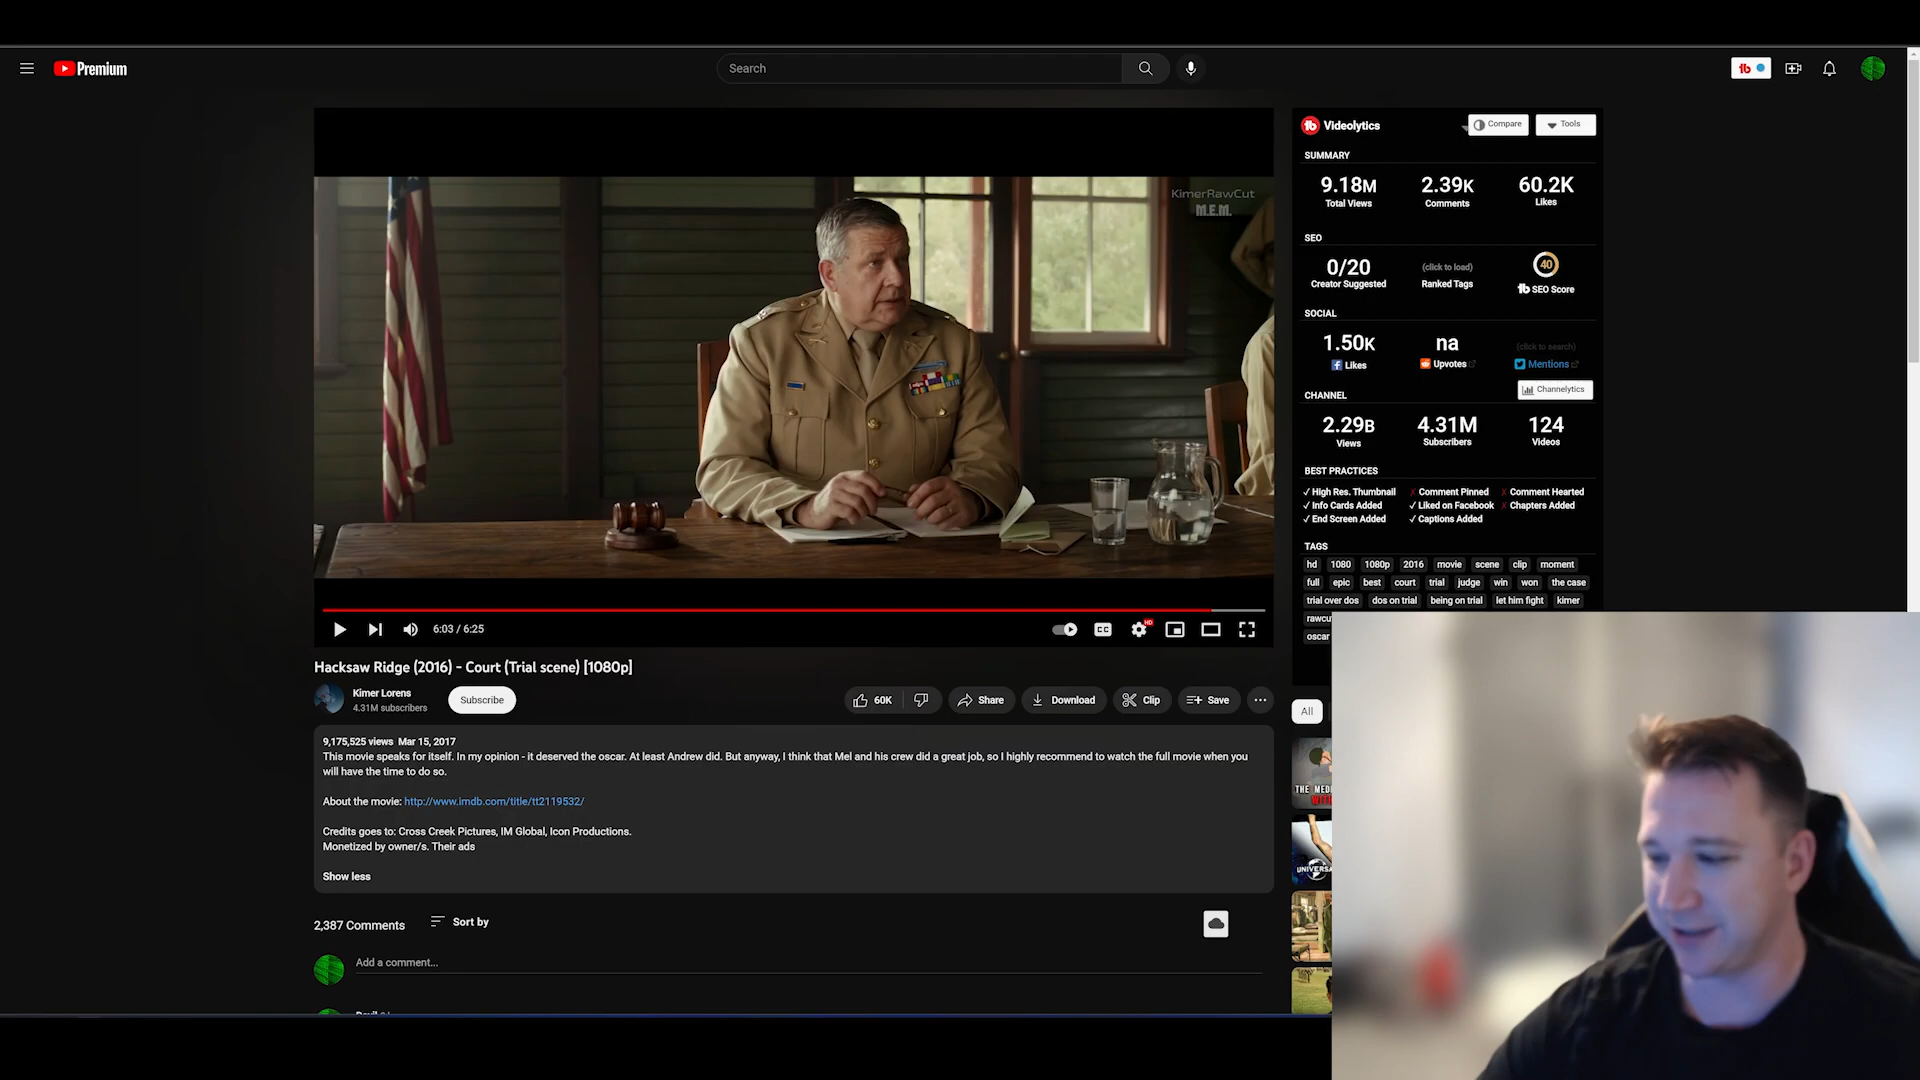 Premium
Search
tb
KimerRawCut
M.E.M.
6:03 / 6:25
CC
HD
Hacksaw Ridge (2016) - Court (Trial scene) [1080p]
Kimer Lorens
4.31M subscribers
Subscribe
60K
Share
Download
Clip
Save
9,175,525 views Mar 15, 2017
This movie speaks for itself. In my opinion - it deserved the oscar. At least Andrew did. But anyway, I think that Mel and his crew did a great job, so I highly recommend to watch the full movie when you
will have the time to do so.
About the movie: http://www.imdb.com/title/tt2119532/
Credits goes to: Cross Creek Pictures, IM Global, Icon Productions.
Monetized by owner/s. Their ads
Show less
2,387 Comments
Sort by
Add a comment...
tb Videolytics
Compare
Tools
SUMMARY
9.18M 2.39K 60.2K
Total Views Comments Likes
SEO
0/20 (click to load) 40
Creator Suggested Ranked Tags tb SEO Score
SOCIAL
1.50K na (click to search)
Likes Upvotes Mentions
Channelytics
CHANNEL
2.29B 4.31M 124
Views Subscribers Videos
BEST PRACTICES
✓ High Res. Thumbnail ✗ Comment Pinned ✗ Comment Hearted
✓ Info Cards Added ✓ Liked on Facebook ✗ Chapters Added
✓ End Screen Added ✓ Captions Added
TAGS
hd 1080 1080p 2016 movie scene clip moment
full epic best court trial judge win won the case
trial over dos dos on trial being on trial let him fight kimer
rawcu
oscar
All
THE MED
WIT
UNIVERSA